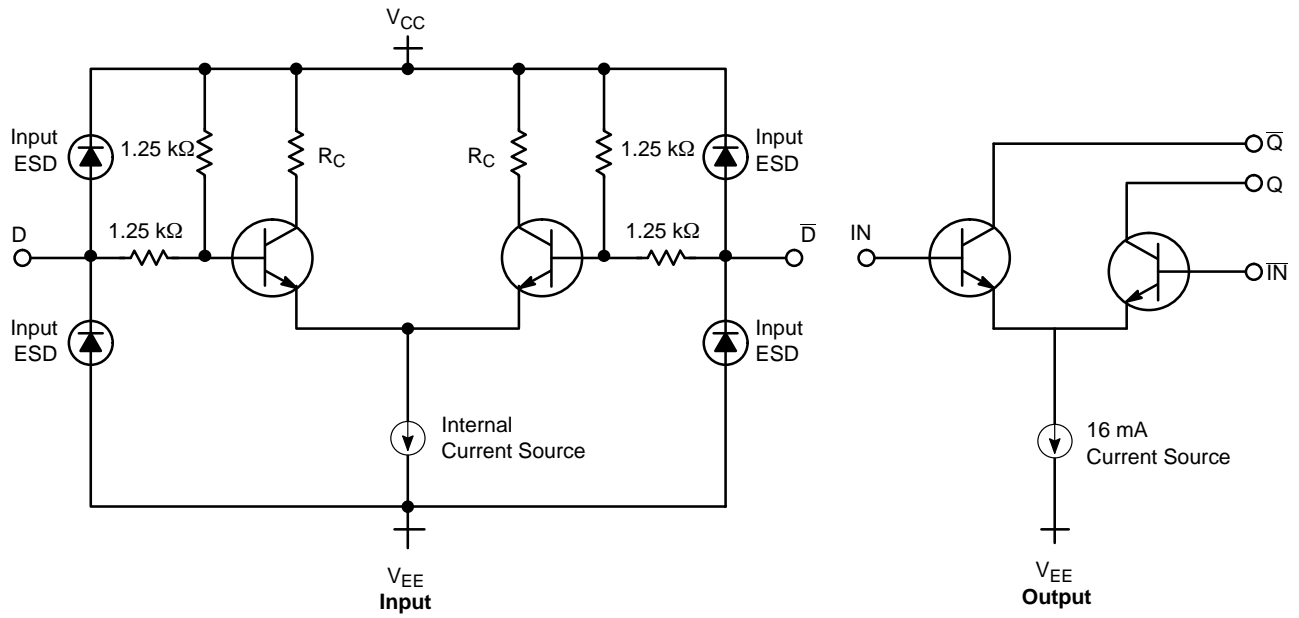 VCC
Input
ESD
1.25 kΩ
RC
RC
1.25 kΩ
Input
ESD
D
1.25 kΩ
1.25 kΩ
D̅
Input
ESD
Input
ESD
Internal
Current Source
VEE
Input
Q̅
Q
IN
I̅N̅
16 mA
Current Source
VEE
Output